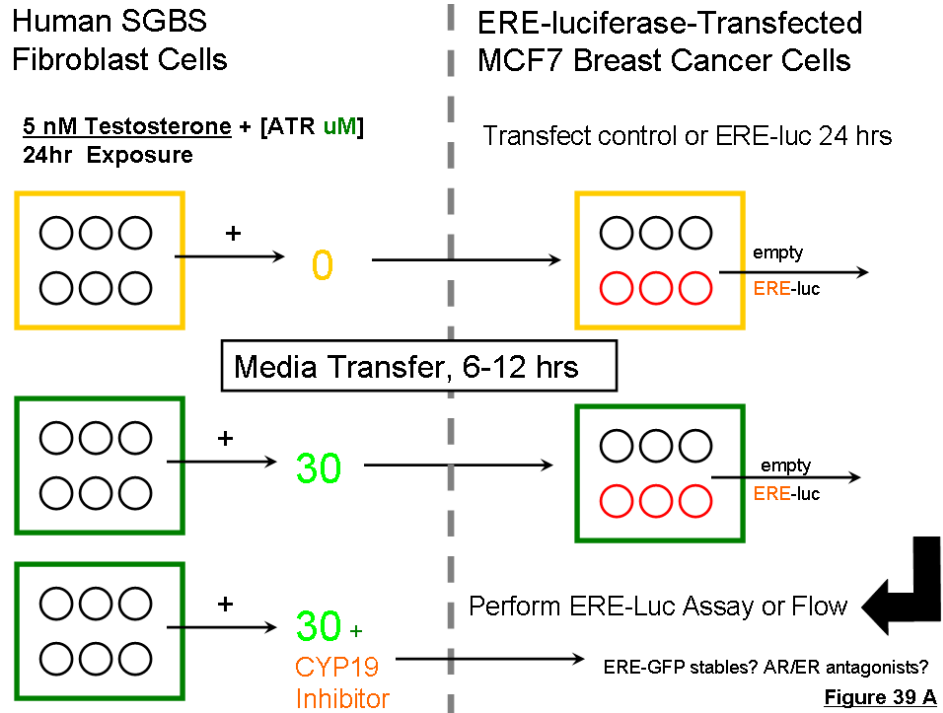 Human SGBS
Fibroblast Cells
ERE-luciferase-Transfected
MCF7 Breast Cancer Cells
5 nM Testosterone + [ATR uM]
24hr Exposure
Transfect control or ERE-luc 24 hrs
+
0
empty
ERE-luc
Media Transfer, 6-12 hrs
+
30
empty
ERE-luc
+
30 +
CYP19
Inhibitor
Perform ERE-Luc Assay or Flow
ERE-GFP stables? AR/ER antagonists?
Figure 39 A